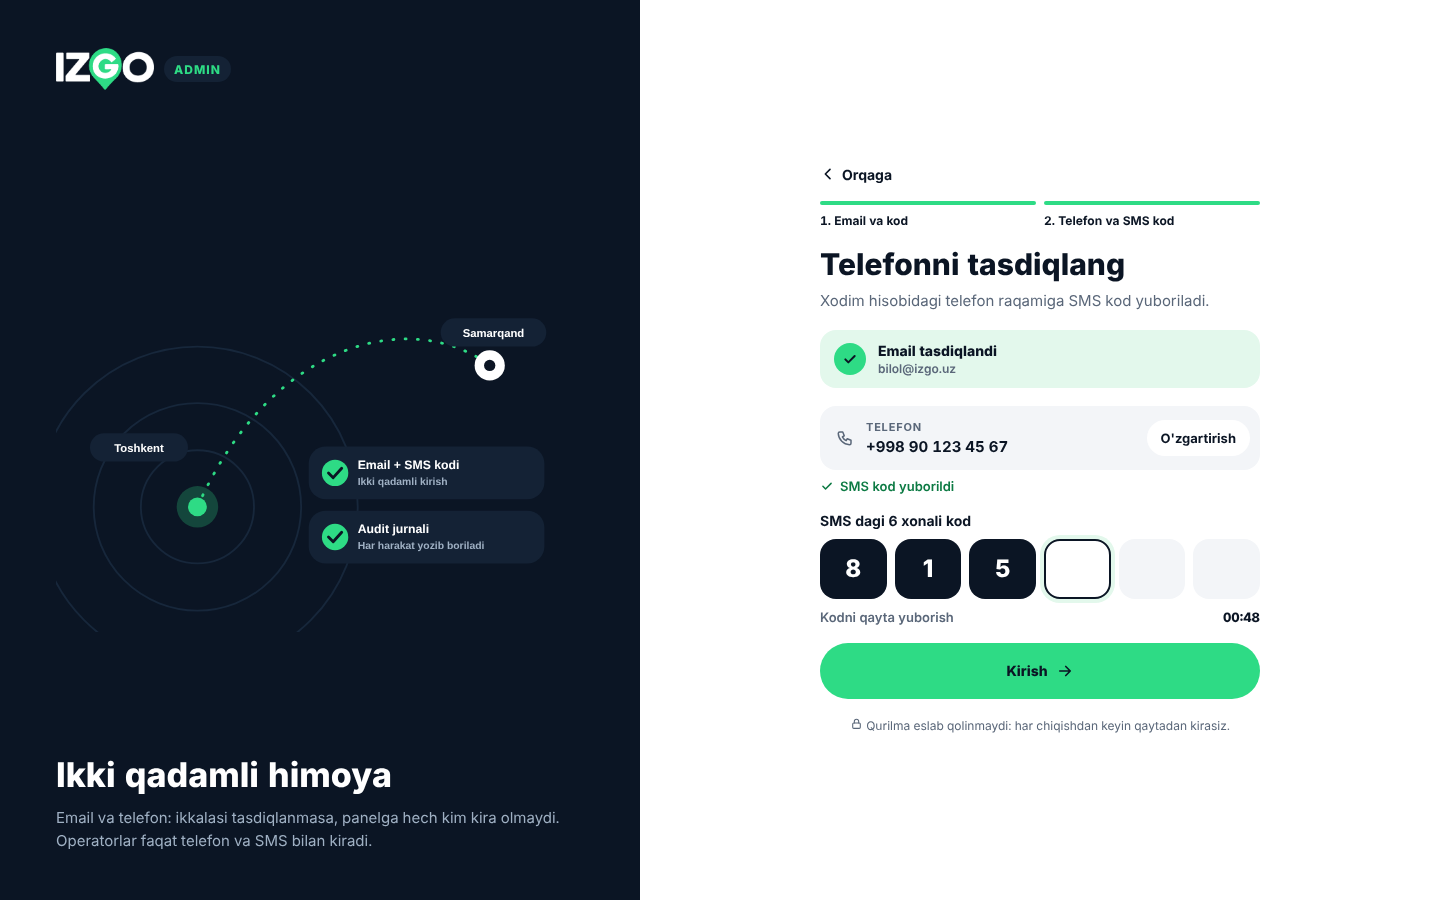 IZGO
ADMIN
Samarqand
Toshkent
Email + SMS kodi
Ikki qadamli kirish
Audit jurnali
Har harakat yozib boriladi
Ikki qadamli himoya
Email va telefon: ikkalasi tasdiqlanmasa, panelga hech kim kira olmaydi.
Operatorlar faqat telefon va SMS bilan kiradi.
Orqaga
1. Email va kod
2. Telefon va SMS kod
Telefonni tasdiqlang
Xodim hisobidagi telefon raqamiga SMS kod yuboriladi.
Email tasdiqlandi
bilol@izgo.uz
TELEFON
+998 90 123 45 67
O'zgartirish
SMS kod yuborildi
SMS dagi 6 xonali kod
8 1 5
Kodni qayta yuborish
00:48
Kirish
Qurilma eslab qolinmaydi: har chiqishdan keyin qaytadan kirasiz.